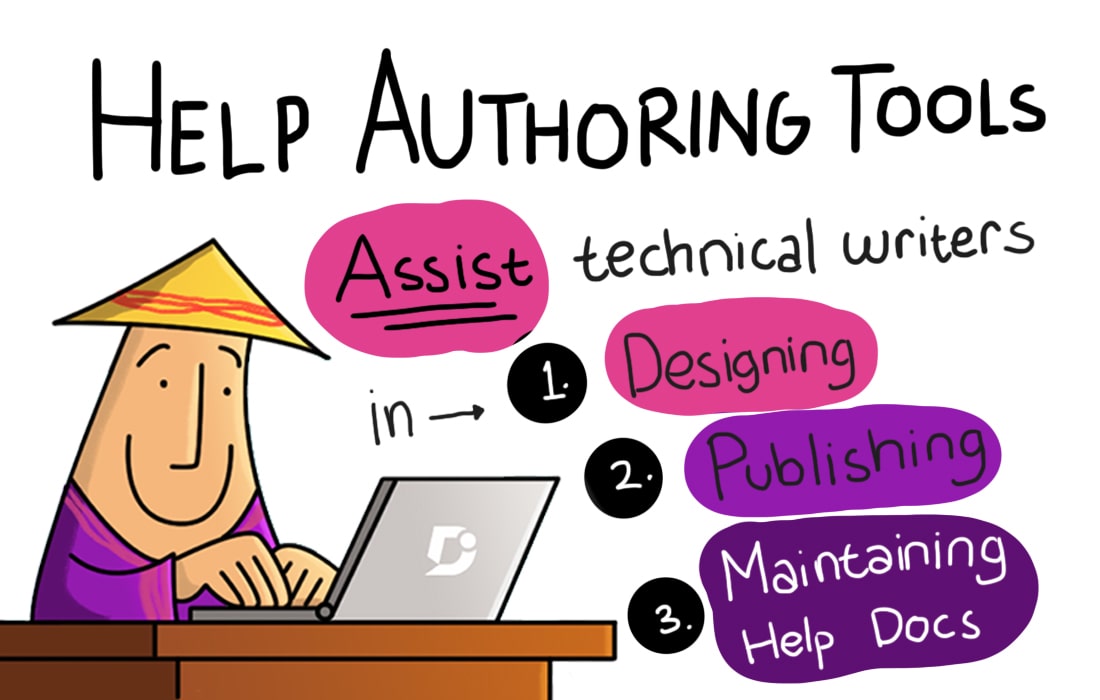 HELP AUTHORING TOOLS
Assist technical writers
in → 1. Designing
2. Publishing
3. Maintaining
Help Docs